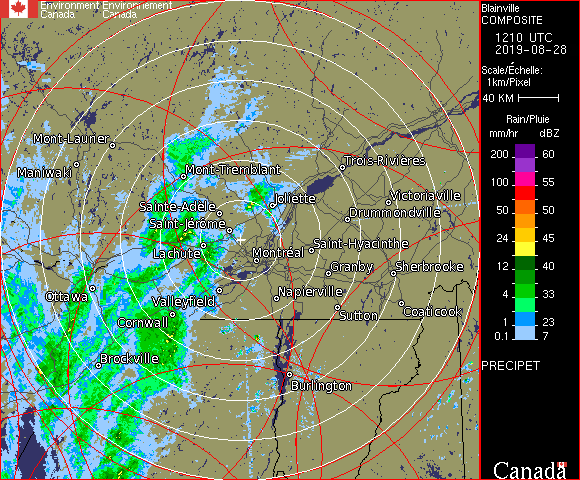 Environment Environnement
Canada Canada
Blainville
COMPOSITE
1210 UTC
2019-08-28
Scale/Échelle:
1km/Pixel
40 KM
Rain/Pluie
mm/hr dBZ
200 60
100 55
50 50
24 45
12 40
4 33
1 23
0.1 7
PRECIPET
Canada
Mont-Laurier
Maniwaki
Mont-Tremblant
Trois-Rivieres
Joliette
Victoriaville
Sainte-Adele
Drummondville
Saint-Jérome
Lachute
Saint-Hyacinthe
Montréal
Granby
Sherbrooke
Ottawa
Valleyfield
Napierville
Coaticook
Cornwall
Sutton
Brockville
Burlington